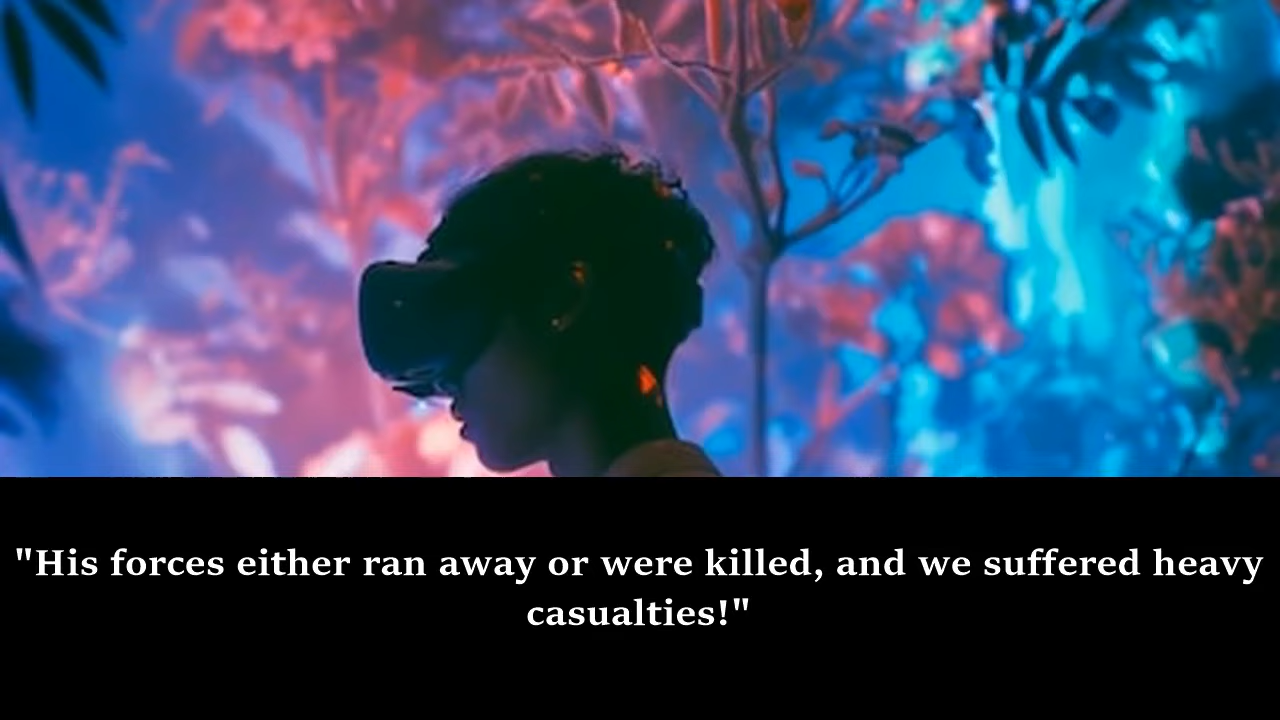 "His forces either ran away or were killed, and we suffered heavy
casualties!"